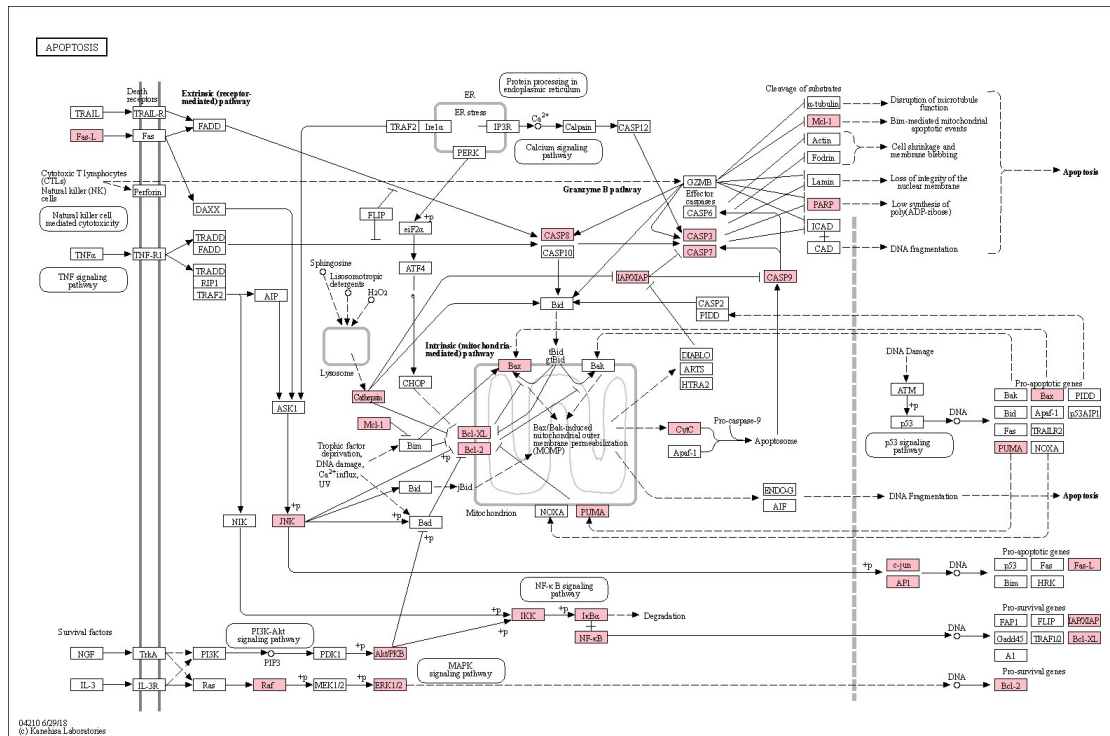 APOPTOSIS
Death
receptors
Extrinsic (receptor-
mediated) pathway
TRAIL
TRAIL-R
FADD
Fas-L
Fas
Cytotoxic T lymphocytes
(CTLs)
Natural killer (NK)
cells
Perforin
Natural killer cell
mediated cytotoxicity
DAXX
TNFα
TNF-R1
TRADD
FADD
TNF signaling
pathway
TRADD
RIP1
TRAF2
AIP
ASK1
ER
ER stress
Protein processing in
endoplasmic reticulum
TRAF2
Ire1α
IP3R
Ca2+
Calpain
CASP12
Calcium signaling
pathway
PERK
FLIP
+p
eiF2α
ATF4
CHOP
Granzyme B pathway
GZMB
Effector
caspases
CASP6
CASP3
CASP7
CASP8
CASP10
IAP/XIAP
CASP9
Bid
CASP2
PIDD
Cleavage of substrates
α-tubulin
Disruption of microtubule
function
Mcl-1
Bim-mediated mitochondrial
apoptotic events
Actin
Fodrin
Cell shrinkage and
membrane blebbing
Lamin
Loss of integrity of the
nuclear membrane
PARP
Low synthesis of
poly(ADP-ribose)
ICAD
CAD
DNA fragmentation
Apoptosis
Sphingosine
Lisosomotropic
detergents
H2O2
Lysosome
Cathepsin
Intrinsic (mitochondria-
mediated) pathway
tBid
gtBid
Bax
Bak
DIABLO
ARTS
HTRA2
Mcl-1
Bim
Bcl-XL
Bcl-2
+p
Bax/Bak-induced
mitochondrial outer
membrane permeabilization
(MOMP)
CytC
Apaf-1
Pro-caspase-9
Apoptosome
Trophic factor
deprivation,
DNA damage,
Ca2+influx,
UV
Bid
jBid
Bad
+p
+p
Mitochondrion
NOXA
PUMA
ENDO-G
AIF
DNA Fragmentation
Apoptosis
DNA Damage
ATM
+p
p53
DNA
p53 signaling
pathway
Pro-apoptotic genes
Bak
Bax
PIDD
Bid
Apaf-1
p53AIP1
Fas
TRAILR2
PUMA
NOXA
NIK
+p
JNK
+p
c-jun
AP1
DNA
Pro-apoptotic genes
p53
Fas
Fas-L
Bim
HRK
NF-κB signaling
pathway
+p
IKK
+p
+p
IκBα
Degradation
NF-κB
DNA
Pro-survival genes
FAP1
FLIP
IAP/XIAP
Gadd45
TRAF1/2
Bcl-XL
A1
Survival factors
PI3K-Akt
signaling pathway
NGF
TrkA
PI3K
PIP3
PDK1
+p
Akt/PKB
MAPK
signaling pathway
IL-3
IL-3R
Ras
Raf
+p
MEK1/2
+p
ERK1/2
DNA
Pro-survival genes
Bcl-2
04210 6/29/18
(c) Kanehisa Laboratories